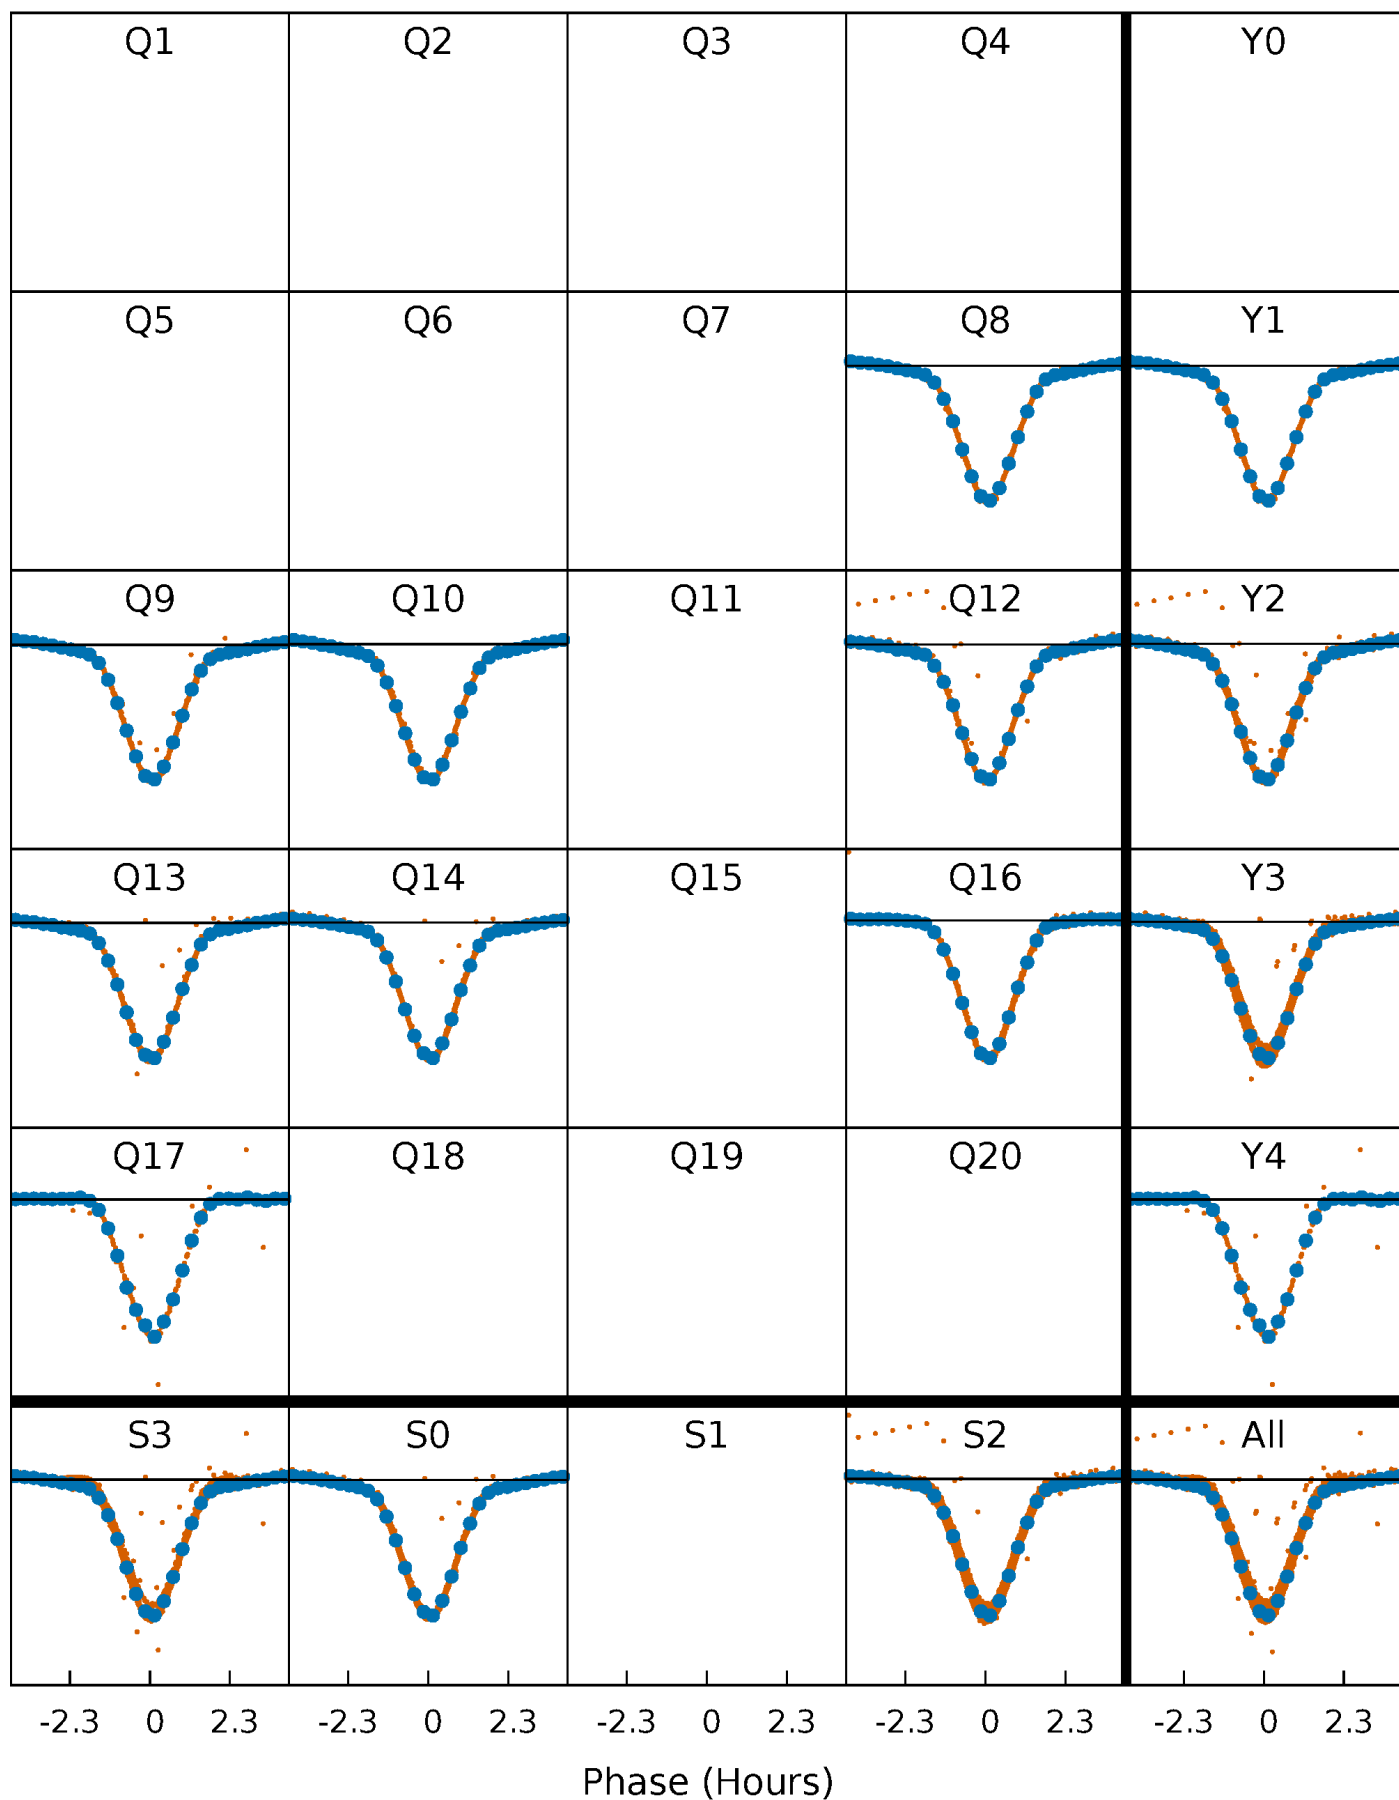 Q1 Q2 Q3 Q4 Y0
Q5 Q6 Q7 Q8 Y1
Q9 Q10 Q11 Q12 Y2
Q13 Q14 Q15 Q16 Y3
Q17 Q18 Q19 Q20 Y4
S3 S0 S1 S2 All
-2.3 0 2.3 -2.3 0 2.3 -2.3 0 2.3 -2.3 0 2.3 -2.3 0 2.3
Phase (Hours)